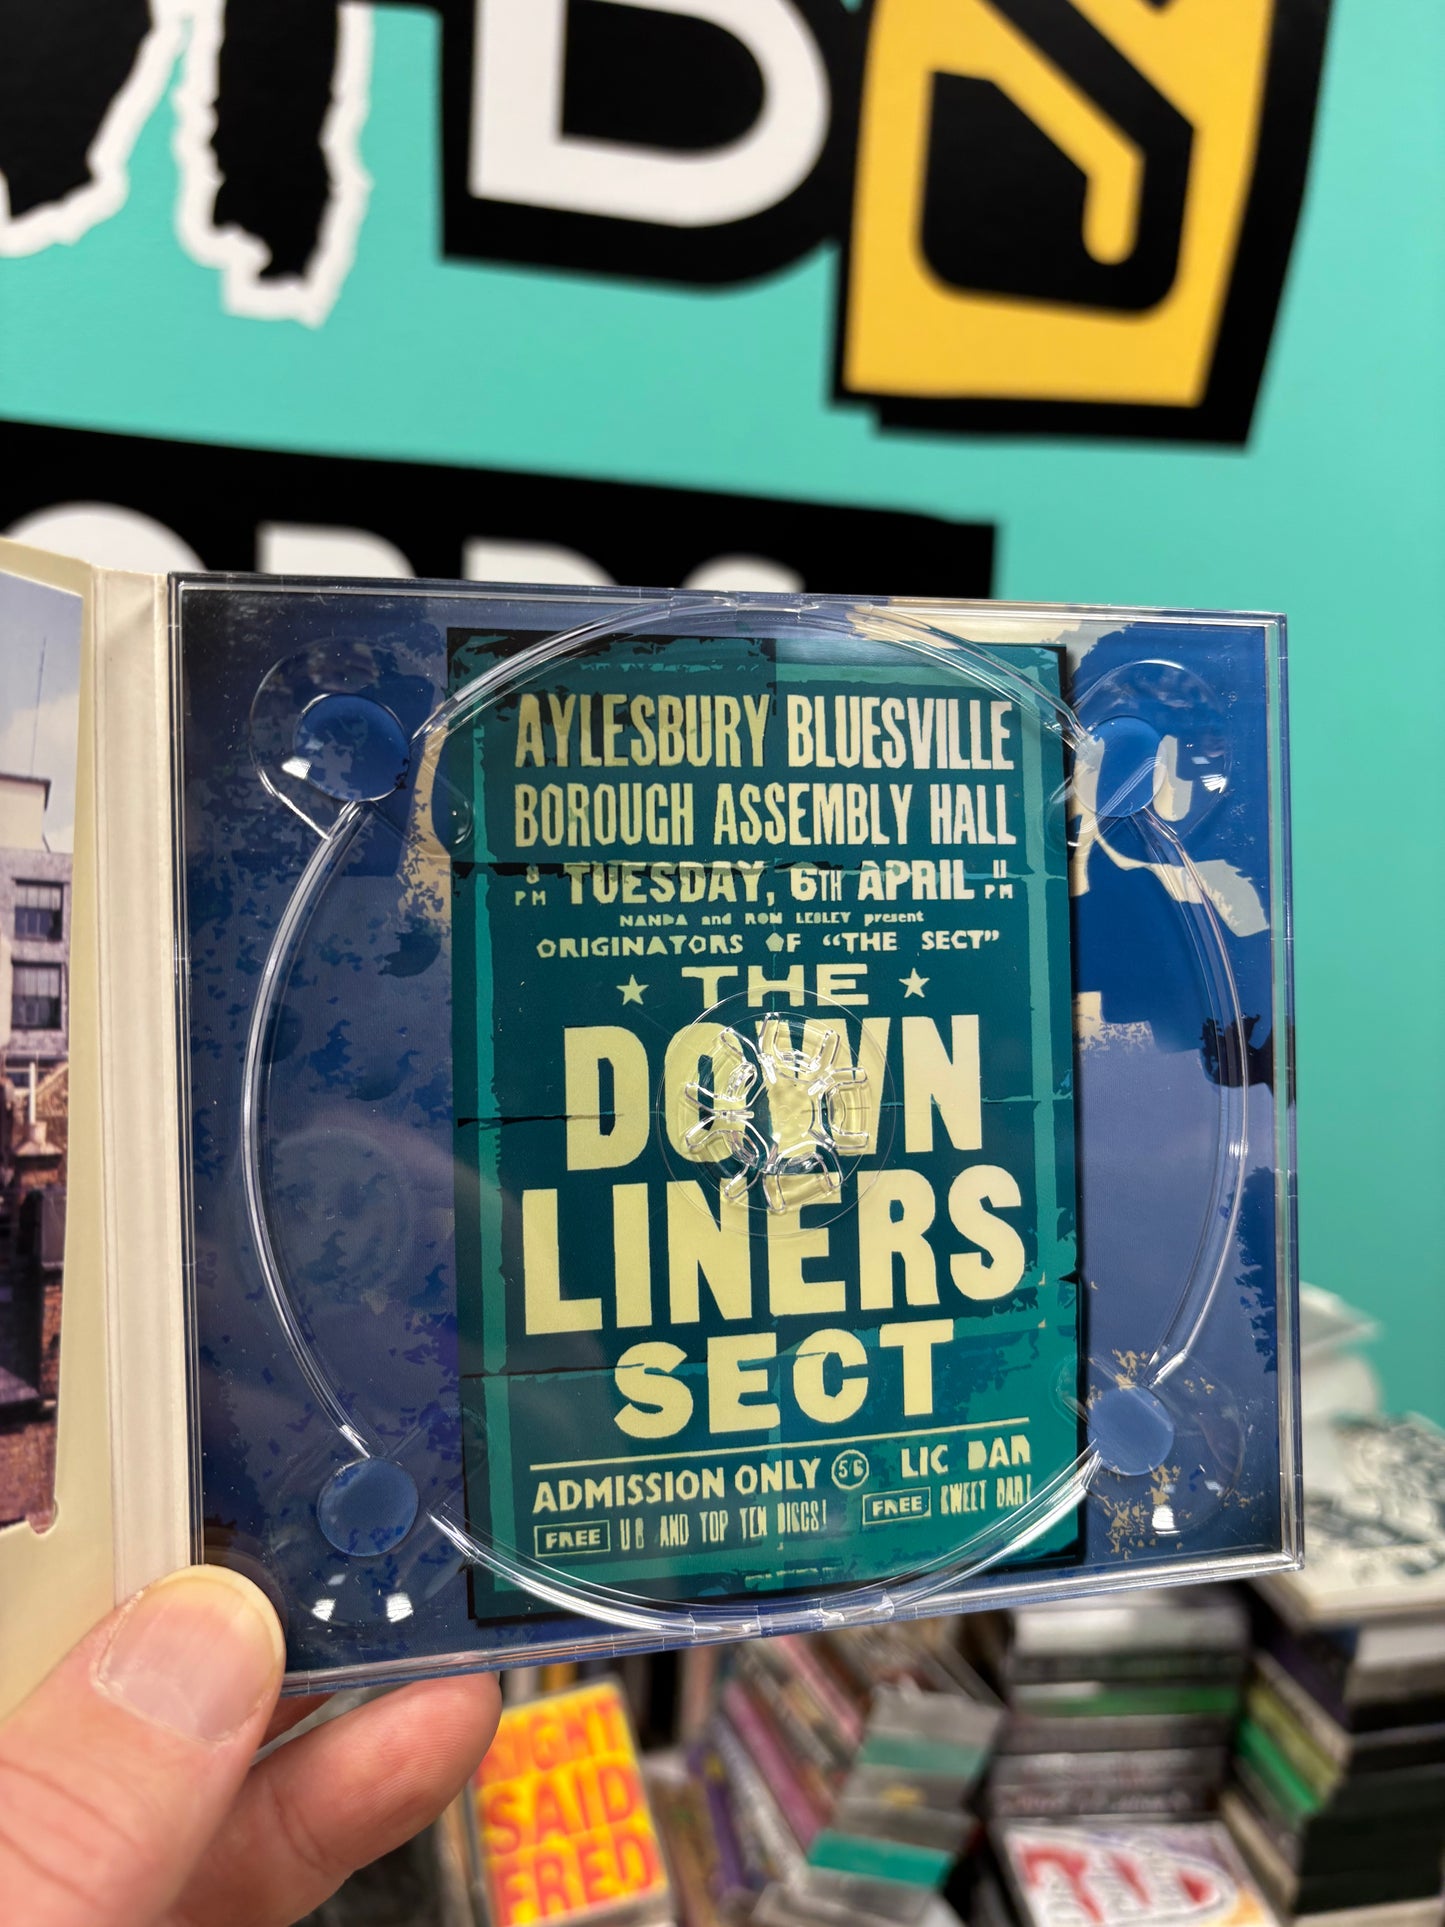 AYLESBURY BLUESVILLE
BOROUGH ASSEMBLY HALL
8 PM TUESDAY, 6TH APRIL 11 PM
NANDA and RON LESLEY present
ORIGINATORS OF "THE SECT"
★ THE ★
DOWN
LINERS
SECT
ADMISSION ONLY 5/6 LIC BAR
FREE US AND TOP TEN DISCS! FREE SWEET BAR!
RIGHT
SAID
FRED